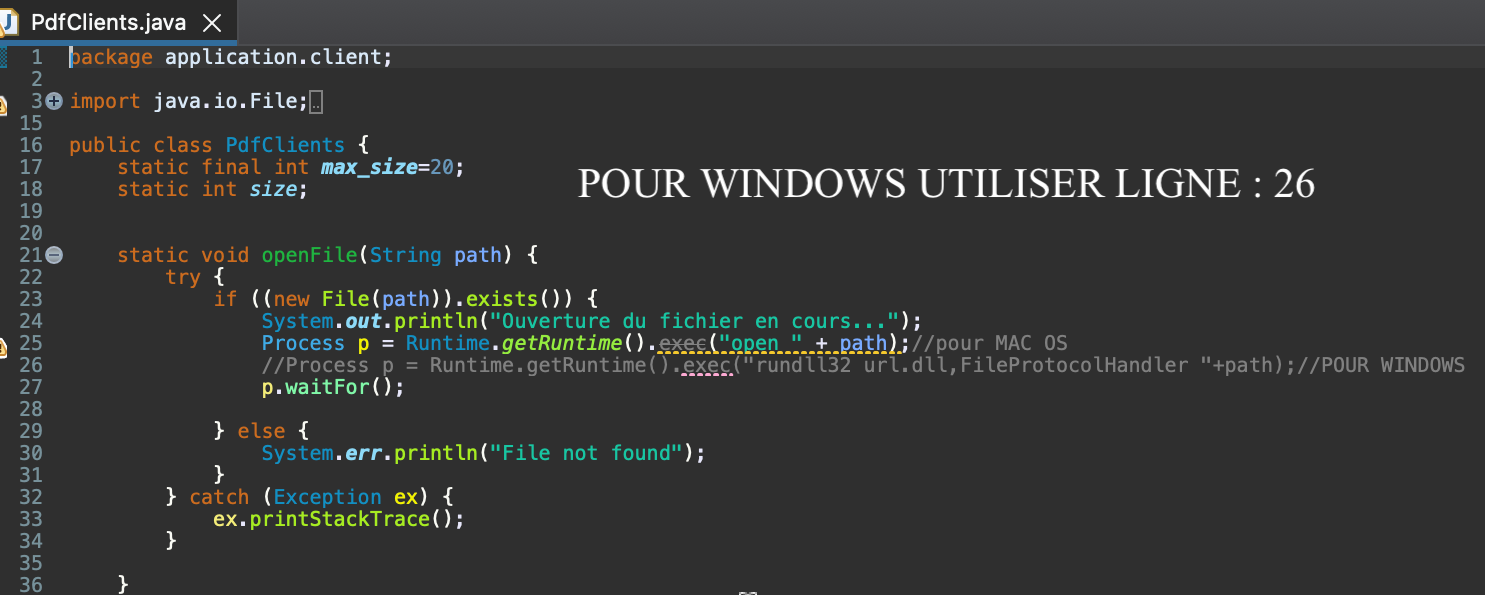 PdfClients.java
1 package application.client;
2
3 import java.io.File;
15
16 public class PdfClients {
17 static final int max_size=20;
18 static int size;
POUR WINDOWS UTILISER LIGNE : 26
19
20
21 static void openFile(String path) {
22 try {
23 if ((new File(path)).exists()) {
24 System.out.println("Ouverture du fichier en cours...");
25 Process p = Runtime.getRuntime().exec("open " + path);//pour MAC OS
26 //Process p = Runtime.getRuntime().exec("rundll32 url.dll,FileProtocolHandler "+path);//POUR WINDOWS
27 p.waitFor();
28
29 } else {
30 System.err.println("File not found");
31 }
32 } catch (Exception ex) {
33 ex.printStackTrace();
34 }
35
36 }